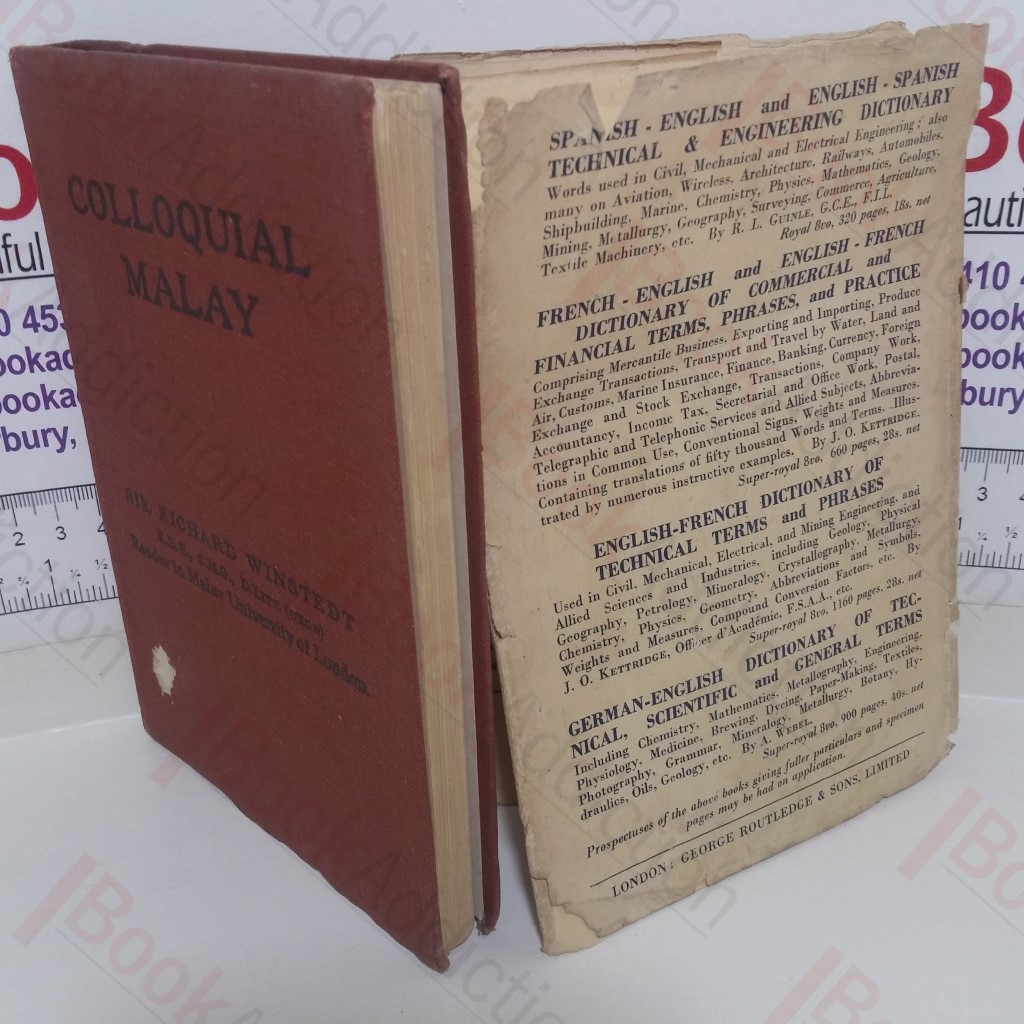 COLLOQUIAL
MALAY
SIR RICHARD WINSTEDT
K.B.E., C.M.G., D.LITT (OXON)
Reader in Malay University of London.
SPANISH - ENGLISH and ENGLISH - SPANISH
TECHNICAL & ENGINEERING DICTIONARY
Words used in Civil, Mechanical and Electrical Engineering; also
many on Aviation, Wireless, Architecture, Railways, Automobiles,
Shipbuilding, Marine, Chemistry, Physics, Mathematics, Geology,
Mining, Metallurgy, Geography, Surveying, Commerce, Agriculture,
Textile Machinery, etc. By R. L. GUINLE, G.C.E., F.I.L.
Royal 8vo, 320 pages, 18s. net
FRENCH - ENGLISH and ENGLISH - FRENCH
DICTIONARY OF COMMERCIAL and
FINANCIAL TERMS, PHRASES, and PRACTICE
Comprising Mercantile Business, Exporting and Importing, Produce
Exchange Transactions, Transport and Travel by Water, Land and
Air, Customs, Marine Insurance, Finance, Banking, Currency, Foreign
Exchange and Stock Exchange, Transactions, Company Work,
Accountancy, Income Tax, Secretarial and Office Work, Postal,
Telegraphic and Telephonic Services and Allied Subjects, Abbrevia-
tions in Common Use, Conventional Signs, Weights and Measures.
Containing translations of fifty thousand Words and Terms. Illus-
trated by numerous instructive examples. By J. O. KETTRIDGE.
Super-royal 8vo, 660 pages, 28s. net
ENGLISH-FRENCH DICTIONARY OF
TECHNICAL TERMS and PHRASES
Used in Civil, Mechanical, Electrical, and Mining Engineering, and
Allied Sciences and Industries, including Geology, Physical
Geography, Petrology, Mineralogy, Crystallography, Metallurgy,
Chemistry, Physics, Geometry, Abbreviations and Symbols,
Weights and Measures, Compound Conversion Factors, etc. By
J. O. KETTRIDGE, Officer d'Académie, F.S.A.A., etc.
Super-royal 8vo. 1160 pages, 28s. net
GERMAN-ENGLISH DICTIONARY OF TEC-
NICAL, SCIENTIFIC and GENERAL TERMS
Including Chemistry, Mathematics, Metallography, Engineering,
Physiology, Medicine, Brewing, Dyeing, Paper-Making, Textiles,
Photography, Grammar, Mineralogy, Metallurgy, Botany, Hy-
draulics, Oils, Geology, etc. By A. WEBEL.
Super-royal 8vo, 900 pages, 40s. net
Prospectuses of the above books giving fuller particulars and specimen
pages may be had on application.
LONDON: GEORGE ROUTLEDGE & SONS, LIMITED